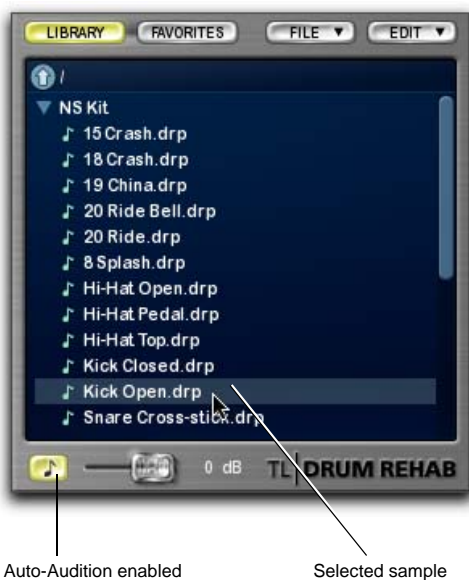 LIBRARY FAVORITES FILE ▼ EDIT ▼
/
NS Kit
15 Crash.drp
18 Crash.drp
19 China.drp
20 Ride Bell.drp
20 Ride.drp
8 Splash.drp
Hi-Hat Open.drp
Hi-Hat Pedal.drp
Hi-Hat Top.drp
Kick Closed.drp
Kick Open.drp
Snare Cross-stick.drp
0 dB TL|DRUM REHAB
Auto-Audition enabled Selected sample